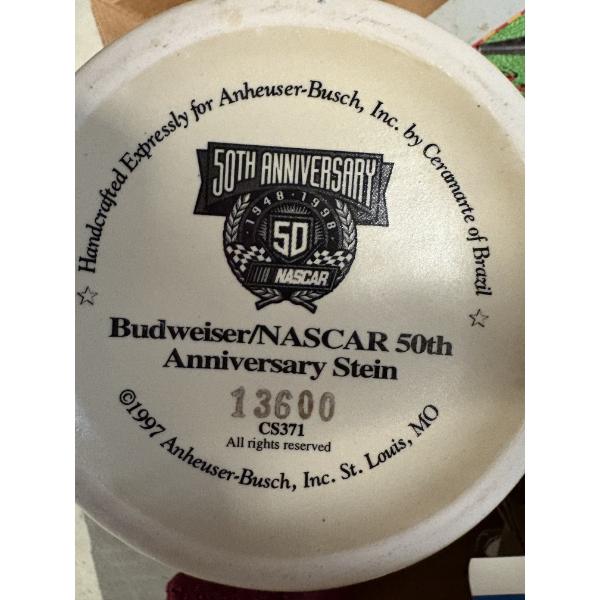 ☆ Handcrafted Expressly for Anheuser-Busch, Inc. by Ceramarte of Brazil ☆
50TH ANNIVERSARY
1948 · 1998
50
NASCAR
Budweiser/NASCAR 50th
Anniversary Stein
13600
CS371
All rights reserved
©1997 Anheuser-Busch, Inc. St. Louis, MO